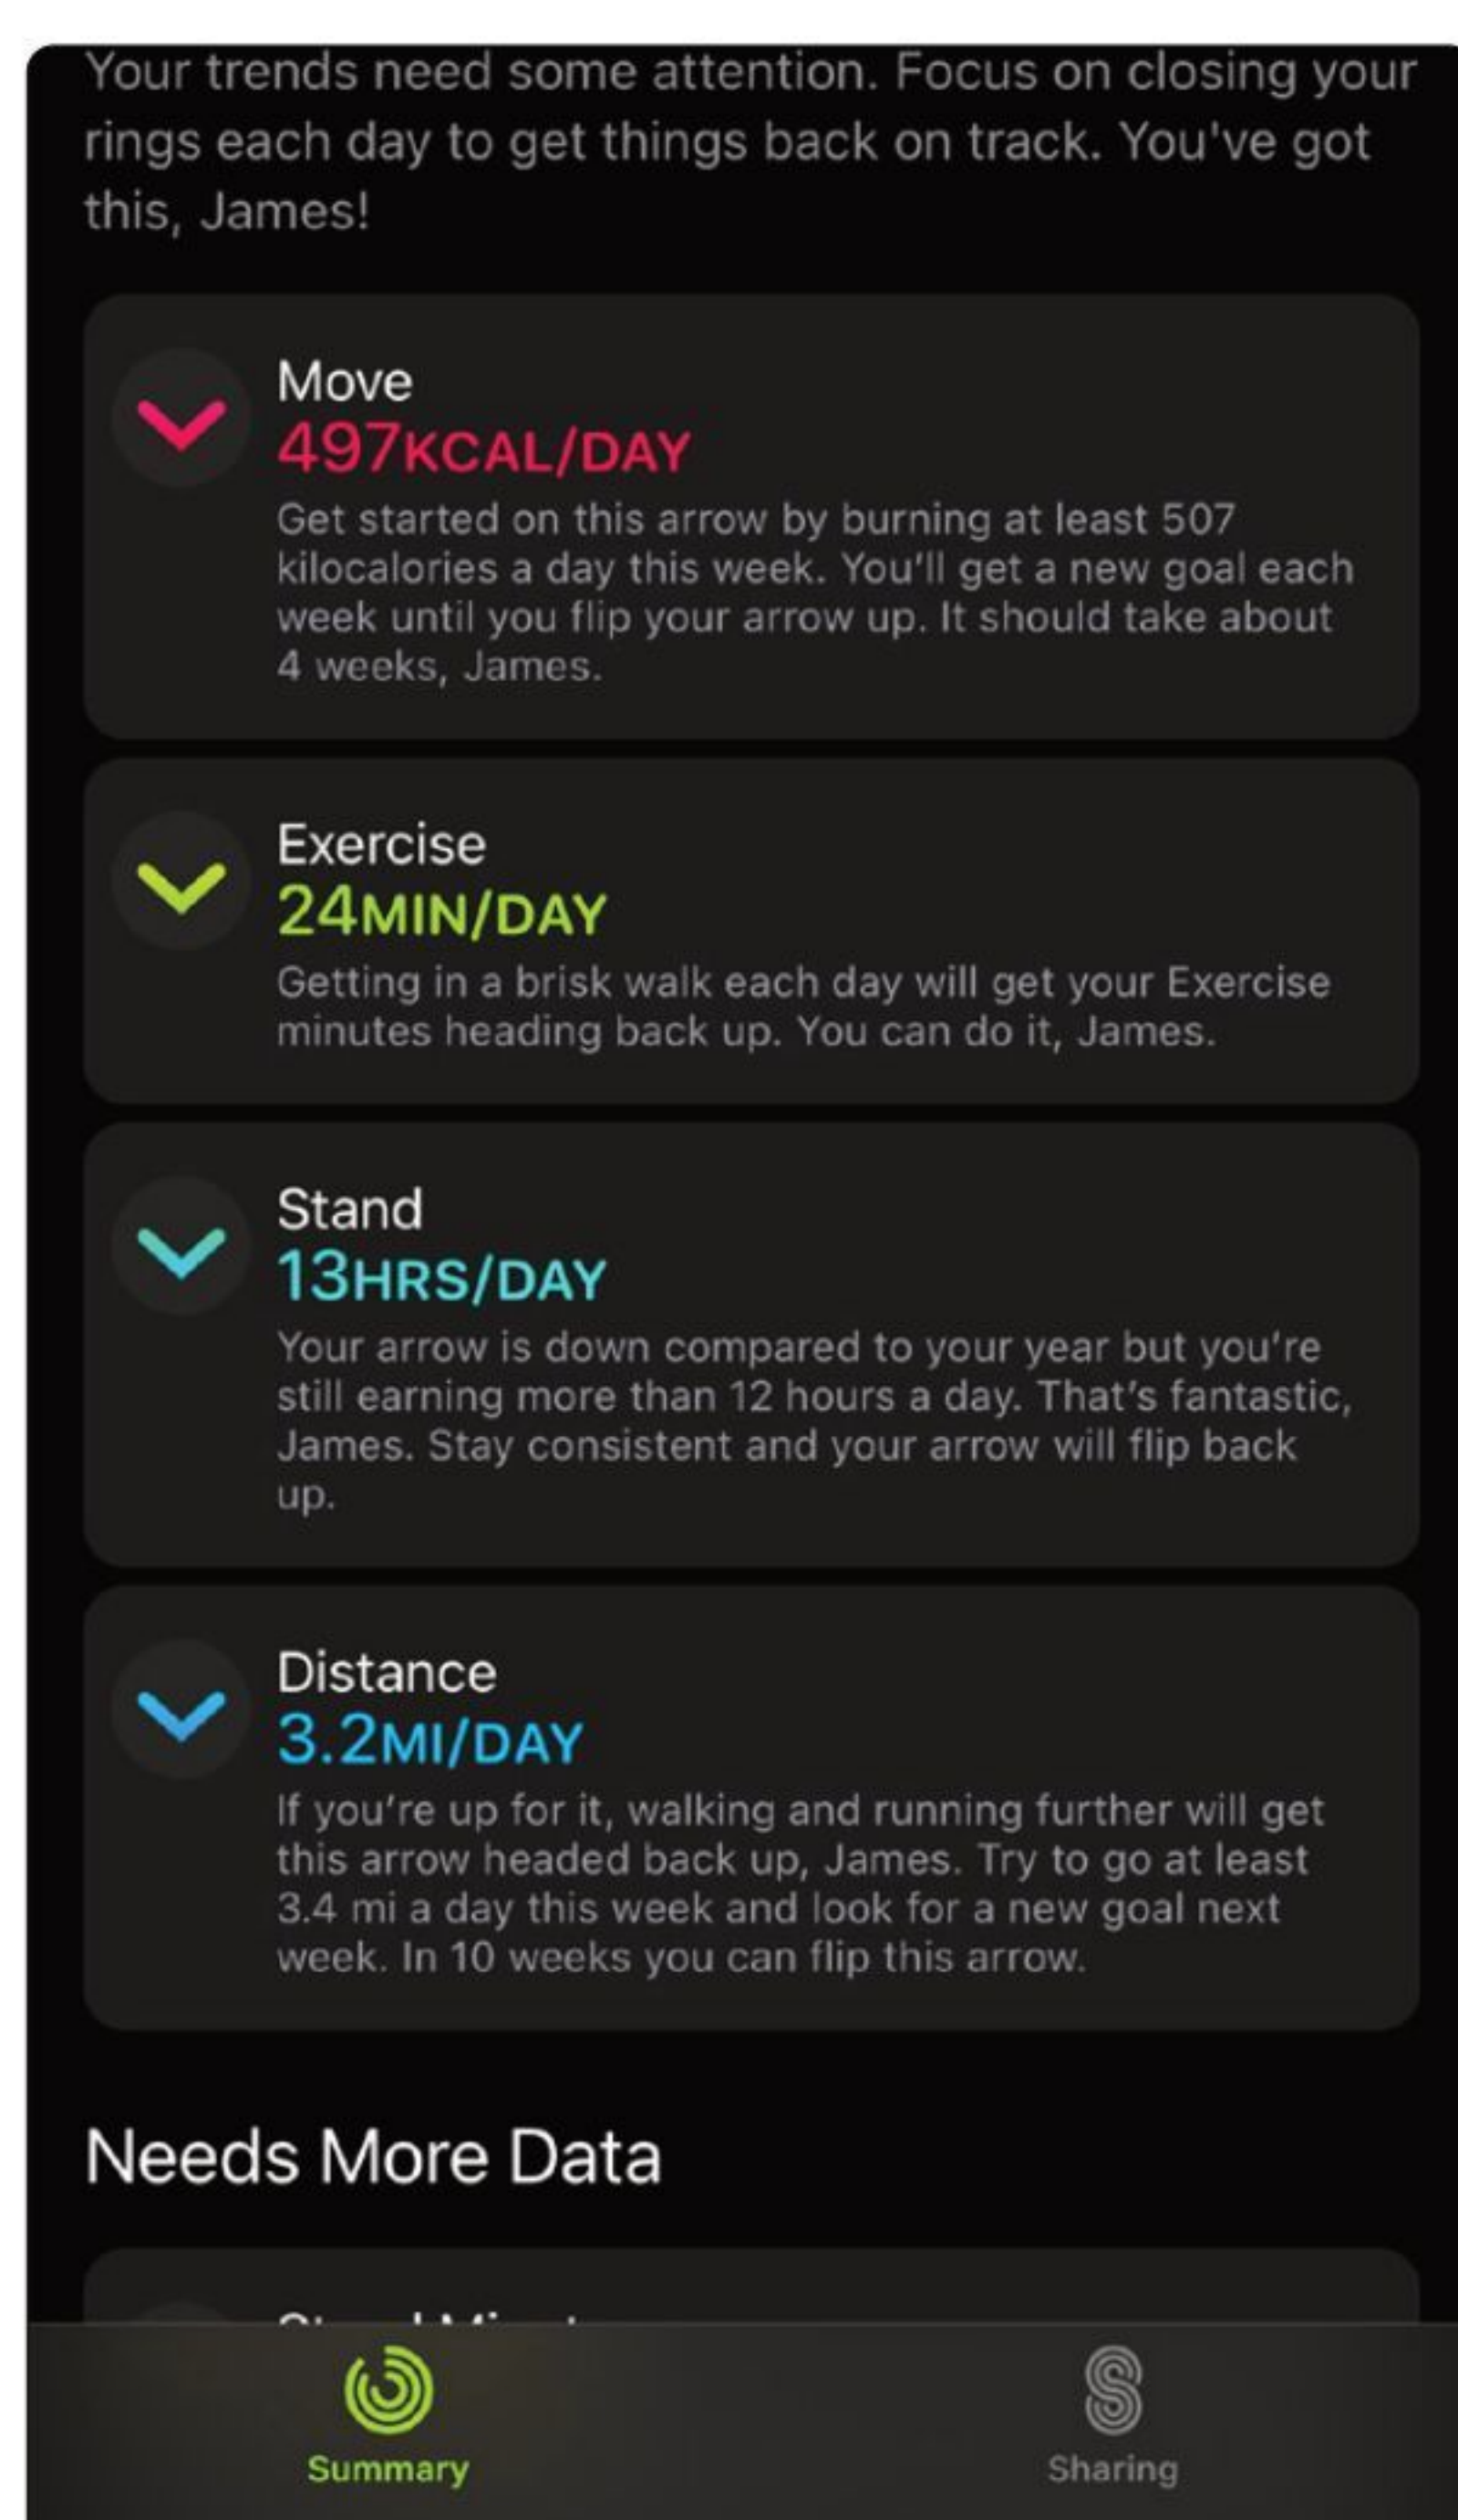 Your trends need some attention. Focus on closing your
rings each day to get things back on track. You've got
this, James!
Move
497KCAL/DAY
Get started on this arrow by burning at least 507
kilocalories a day this week. You'll get a new goal each
week until you flip your arrow up. It should take about
4 weeks, James.
Exercise
24MIN/DAY
Getting in a brisk walk each day will get your Exercise
minutes heading back up. You can do it, James.
Stand
13HRS/DAY
Your arrow is down compared to your year but you're
still earning more than 12 hours a day. That's fantastic,
James. Stay consistent and your arrow will flip back
up.
Distance
3.2MI/DAY
If you're up for it, walking and running further will get
this arrow headed back up, James. Try to go at least
3.4 mi a day this week and look for a new goal next
week. In 10 weeks you can flip this arrow.
Needs More Data
Summary
Sharing